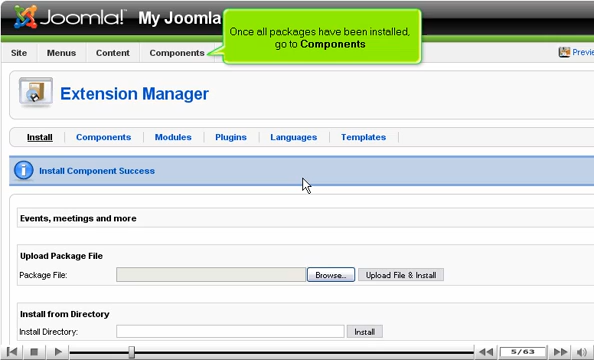 Joomla! My Joomla
Once all packages have been installed,
go to Components
Site Menus Content Components
Extension Manager
Install Components Modules Plugins Languages Templates
Install Component Success
Events, meetings and more
Upload Package File
Package File: Browse... Upload File & Install
Install from Directory
Install Directory: Install
5/63